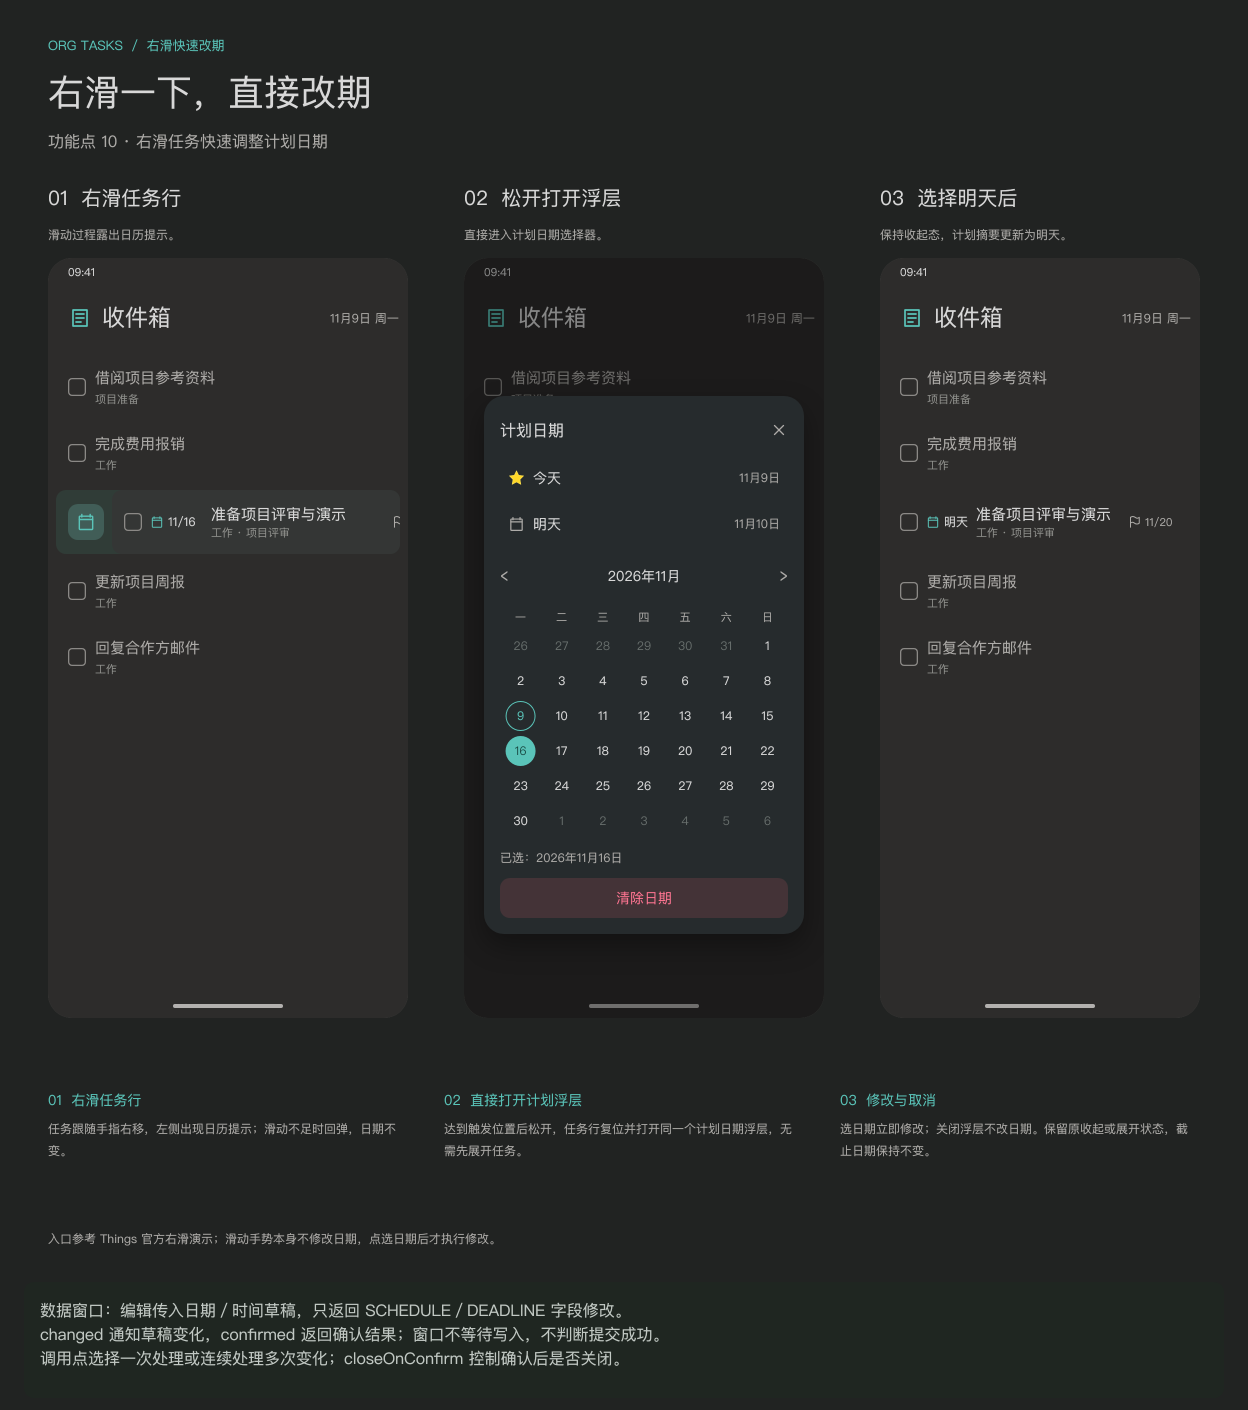 ORG TASKS / 右滑快速改期
右滑一下，直接改期
功能点 10 · 右滑任务快速调整计划日期
01 右滑任务行
滑动过程露出日历提示。
09:41
收件箱
11月9日 周一
借阅项目参考资料
项目准备
完成费用报销
工作
11/16
准备项目评审与演示
工作 · 项目评审
更新项目周报
工作
回复合作方邮件
工作
02 松开打开浮层
直接进入计划日期选择器。
09:41
收件箱
11月9日 周一
借阅项目参考资料
计划日期
今天 11月9日
明天 11月10日
< 2026年11月 >
一 二 三 四 五 六 日
26 27 28 29 30 31 1
2 3 4 5 6 7 8
9 10 11 12 13 14 15
16 17 18 19 20 21 22
23 24 25 26 27 28 29
30 1 2 3 4 5 6
已选：2026年11月16日
清除日期
03 选择明天后
保持收起态，计划摘要更新为明天。
09:41
收件箱
11月9日 周一
借阅项目参考资料
项目准备
完成费用报销
工作
明天
准备项目评审与演示
11/20
工作 · 项目评审
更新项目周报
工作
回复合作方邮件
工作
01 右滑任务行
任务跟随手指右移，左侧出现日历提示；滑动不足时回弹，日期不
变。
02 直接打开计划浮层
达到触发位置后松开，任务行复位并打开同一个计划日期浮层，无
需先展开任务。
03 修改与取消
选日期立即修改；关闭浮层不改日期。保留原收起或展开状态，截
止日期保持不变。
入口参考 Things 官方右滑演示；滑动手势本身不修改日期，点选日期后才执行修改。
数据窗口：编辑传入日期 / 时间草稿，只返回 SCHEDULE / DEADLINE 字段修改。
changed 通知草稿变化，confirmed 返回确认结果；窗口不等待写入，不判断提交成功。
调用点选择一次处理或连续处理多次变化；closeOnConfirm 控制确认后是否关闭。